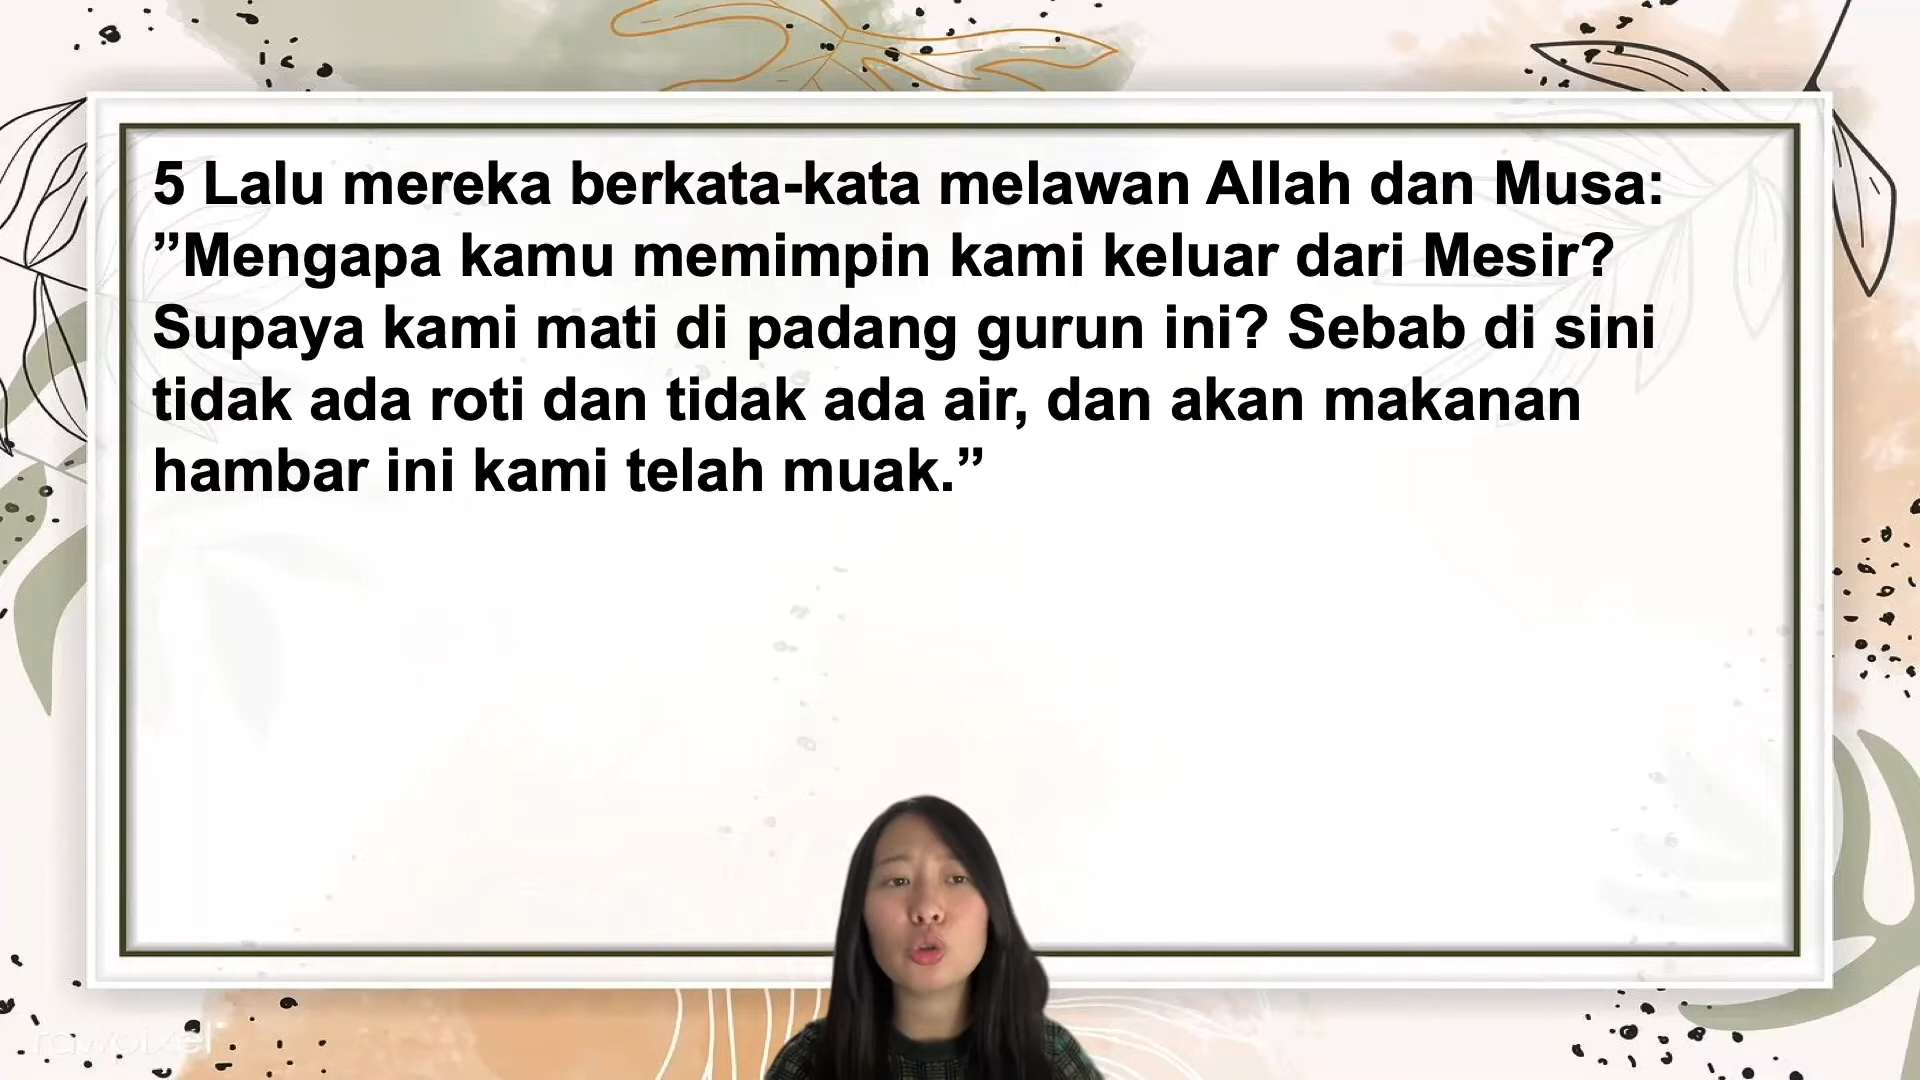 5 Lalu mereka berkata-kata melawan Allah dan Musa:
”Mengapa kamu memimpin kami keluar dari Mesir?
Supaya kami mati di padang gurun ini? Sebab di sini
tidak ada roti dan tidak ada air, dan akan makanan
hambar ini kami telah muak.”
rawpixel